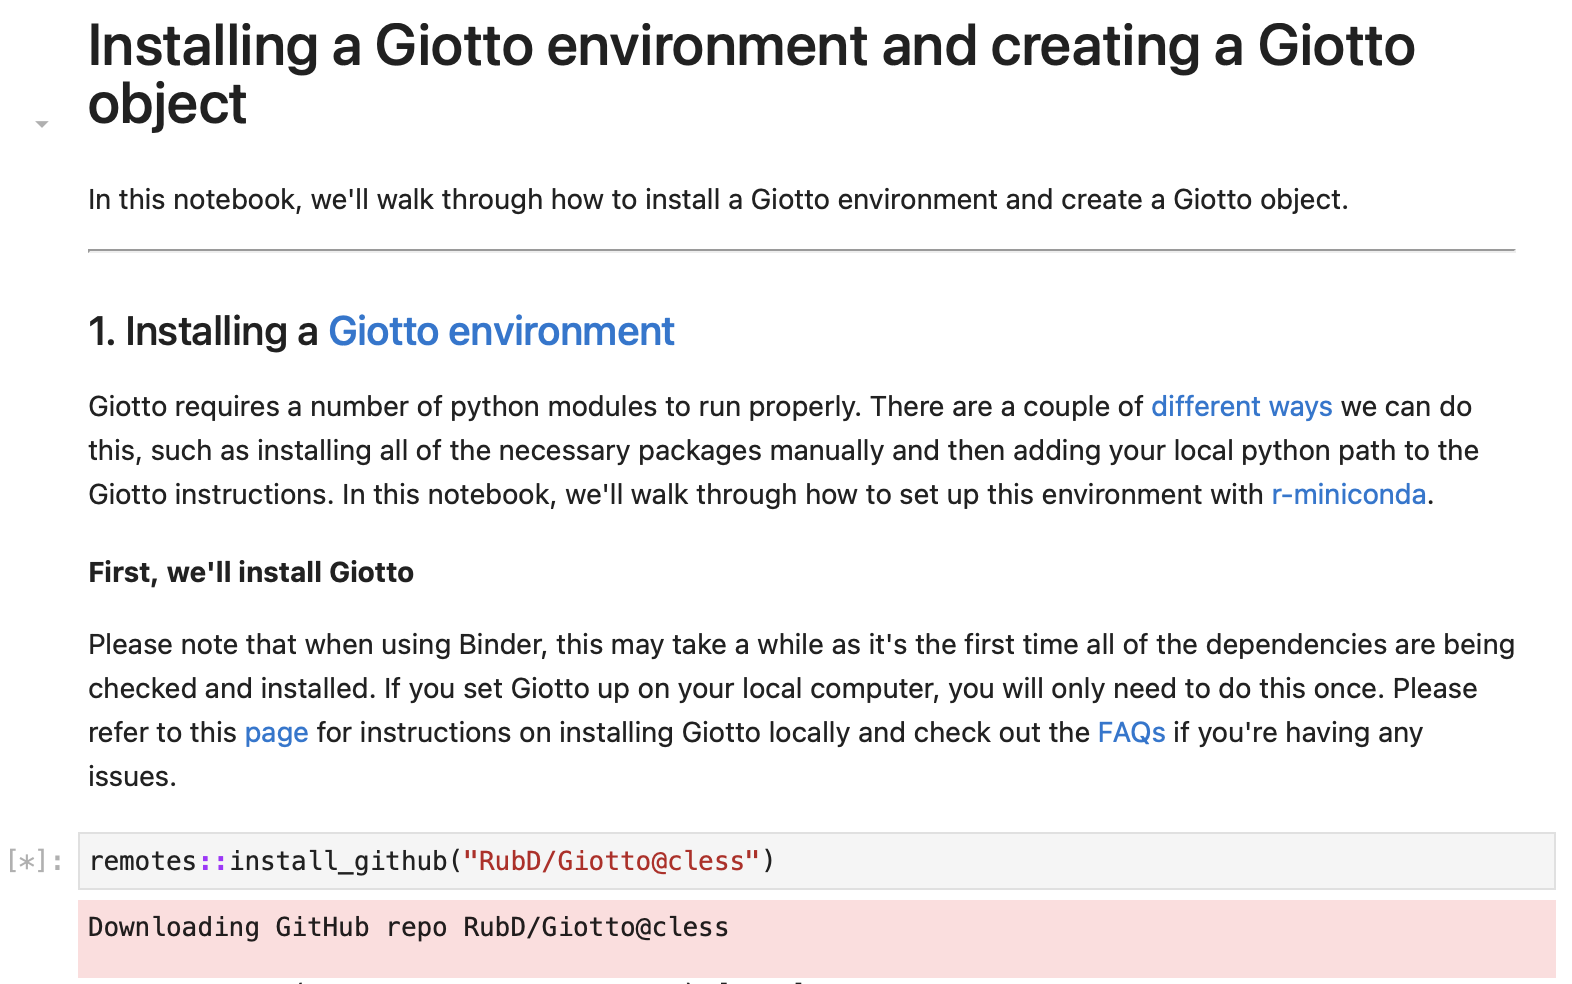 Installing a Giotto environment and creating a Giotto
object
In this notebook, we'll walk through how to install a Giotto environment and create a Giotto object.
1. Installing a Giotto environment
Giotto requires a number of python modules to run properly. There are a couple of different ways we can do
this, such as installing all of the necessary packages manually and then adding your local python path to the
Giotto instructions. In this notebook, we'll walk through how to set up this environment with r-miniconda.
First, we'll install Giotto
Please note that when using Binder, this may take a while as it's the first time all of the dependencies are being
checked and installed. If you set Giotto up on your local computer, you will only need to do this once. Please
refer to this page for instructions on installing Giotto locally and check out the FAQs if you're having any
issues.
[*]: remotes::install_github("RubD/Giotto@cless")
Downloading GitHub repo RubD/Giotto@cless